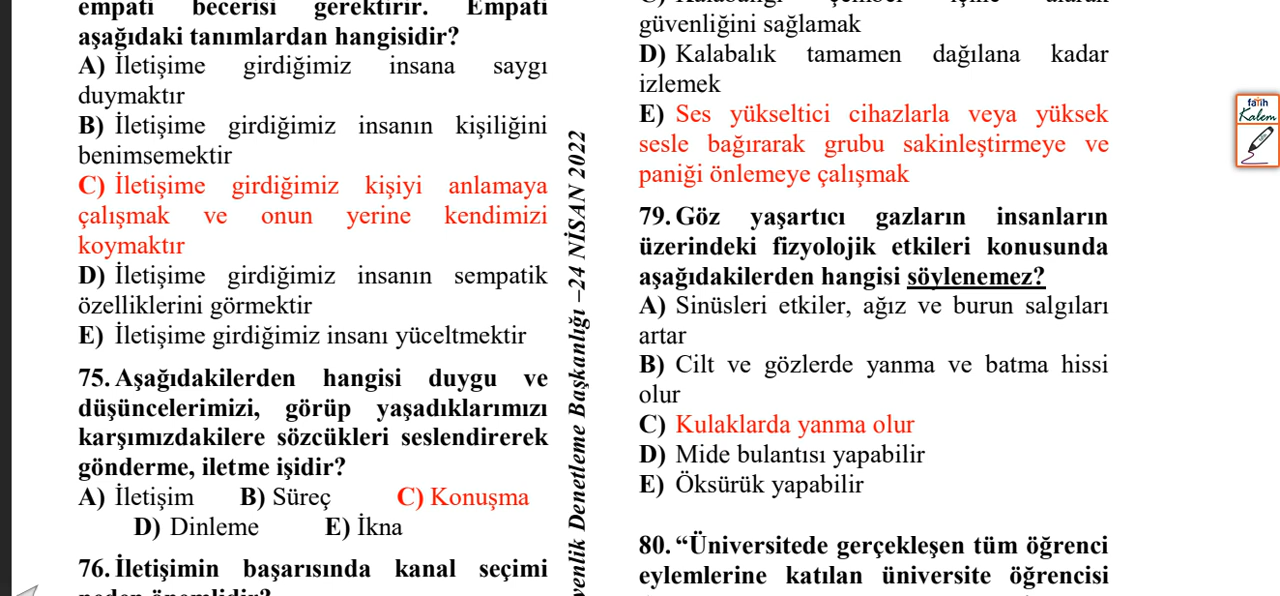 empati becerisi gerektirir. Empati
aşağıdaki tanımlardan hangisidir?
A) İletişime girdiğimiz insana saygı
duymaktır
B) İletişime girdiğimiz insanın kişiliğini
benimsemektir
C) İletişime girdiğimiz kişiyi anlamaya
çalışmak ve onun yerine kendimizi
koymaktır
D) İletişime girdiğimiz insanın sempatik
özelliklerini görmektir
E) İletişime girdiğimiz insanı yüceltmektir
75. Aşağıdakilerden hangisi duygu ve
düşüncelerimizi, görüp yaşadıklarımızı
karşımızdakilere sözcükleri seslendirerek
gönderme, iletme işidir?
A) İletişim B) Süreç C) Konuşma
D) Dinleme E) İkna
76. İletişimin başarısında kanal seçimi
neden önemlidir?
venlik Denetleme Başkanlığı –24 NİSAN 2022
güvenliğini sağlamak
D) Kalabalık tamamen dağılana kadar
izlemek
E) Ses yükseltici cihazlarla veya yüksek
sesle bağırarak grubu sakinleştirmeye ve
paniği önlemeye çalışmak
79. Göz yaşartıcı gazların insanların
üzerindeki fizyolojik etkileri konusunda
aşağıdakilerden hangisi söylenemez?
A) Sinüsleri etkiler, ağız ve burun salgıları
artar
B) Cilt ve gözlerde yanma ve batma hissi
olur
C) Kulaklarda yanma olur
D) Mide bulantısı yapabilir
E) Öksürük yapabilir
80. “Üniversitede gerçekleşen tüm öğrenci
eylemlerine katılan üniversite öğrencisi
fatih
Kalem